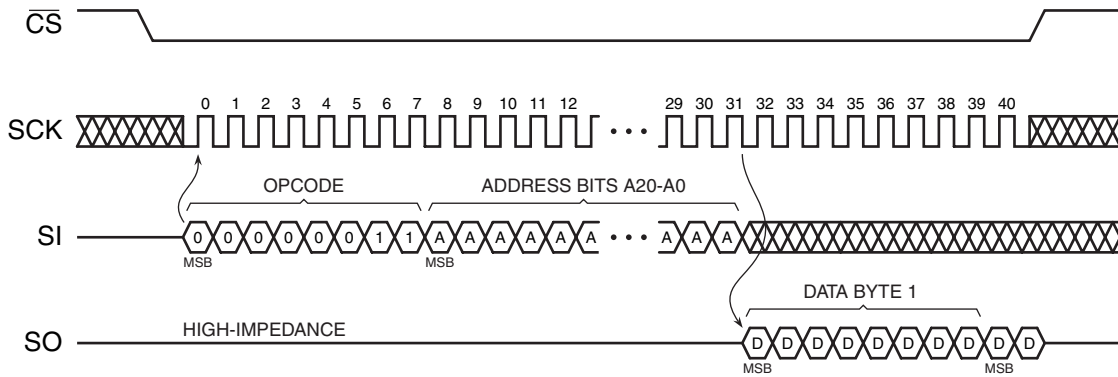 CS
0 1 2 3 4 5 6 7 8 9 10 11 12 29 30 31 32 33 34 35 36 37 38 39 40
SCK
OPCODE ADDRESS BITS A20-A0
SI 0 0 0 0 0 0 1 1 A A A A A A A A A
MSB MSB
DATA BYTE 1
HIGH-IMPEDANCE
SO D D D D D D D D D D
MSB MSB